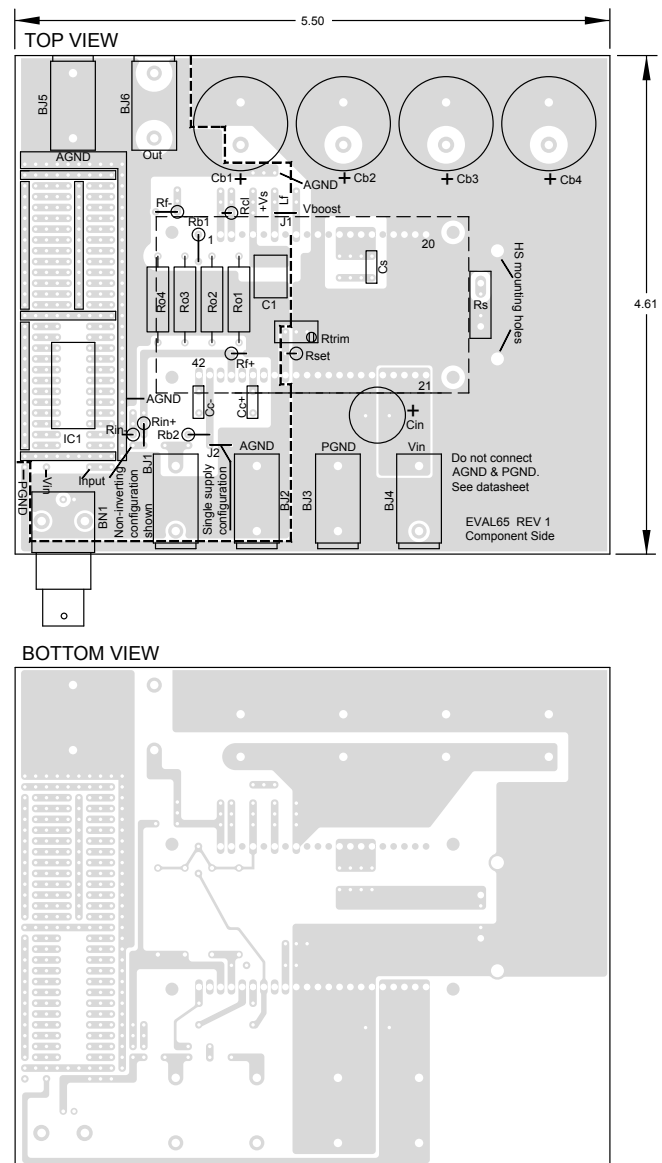 5.50
TOP VIEW
4.61
BJ5
BJ6
AGND
Out
Cb1
Cb2
Cb3
Cb4
+
+
+
+
AGND
Rf-
Rcl
+Vs
Lf
Vboost
J1
Rb1
1
20
HS mounting holes
Cs
Ro4
Ro3
Ro2
Ro1
C1
Rs
Rtrim
Rf+
Rset
42
21
AGND
Cc-
Cc+
+
Cin
Rin+
Rin-
Rb2
IC1
J2
AGND
PGND
Vin
PGND
-Vin
Input
BN1
Non-inverting
configuration
shown
BJ1
Single supply
configuration
BJ2
BJ3
BJ4
Do not connect
AGND & PGND.
See datasheet
EVAL65 REV 1
Component Side
BOTTOM VIEW